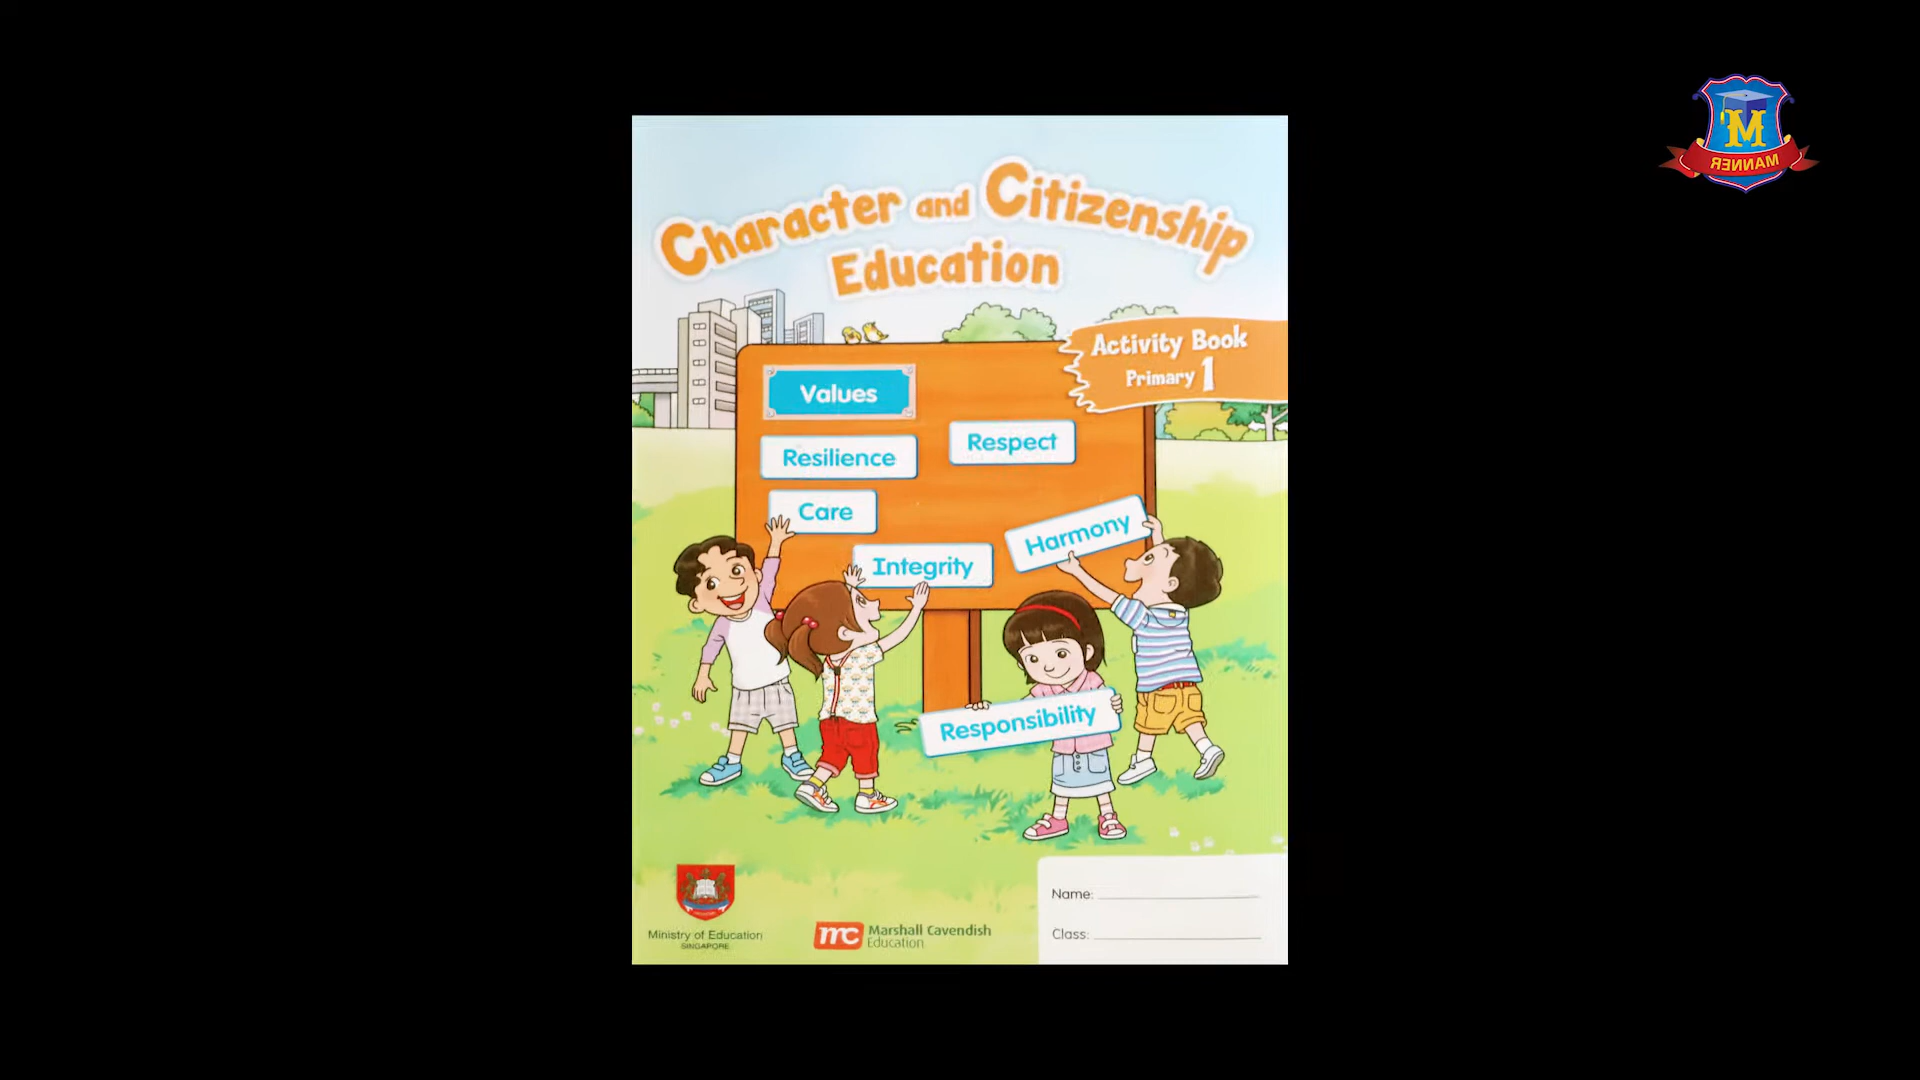 Character and Citizenship
Education
Activity Book
Primary 1
Values
Resilience
Respect
Care
Harmony
Integrity
Responsibility
Ministry of Education
SINGAPORE
mc Marshall Cavendish
Education
Name:
Class:
M
MANNER